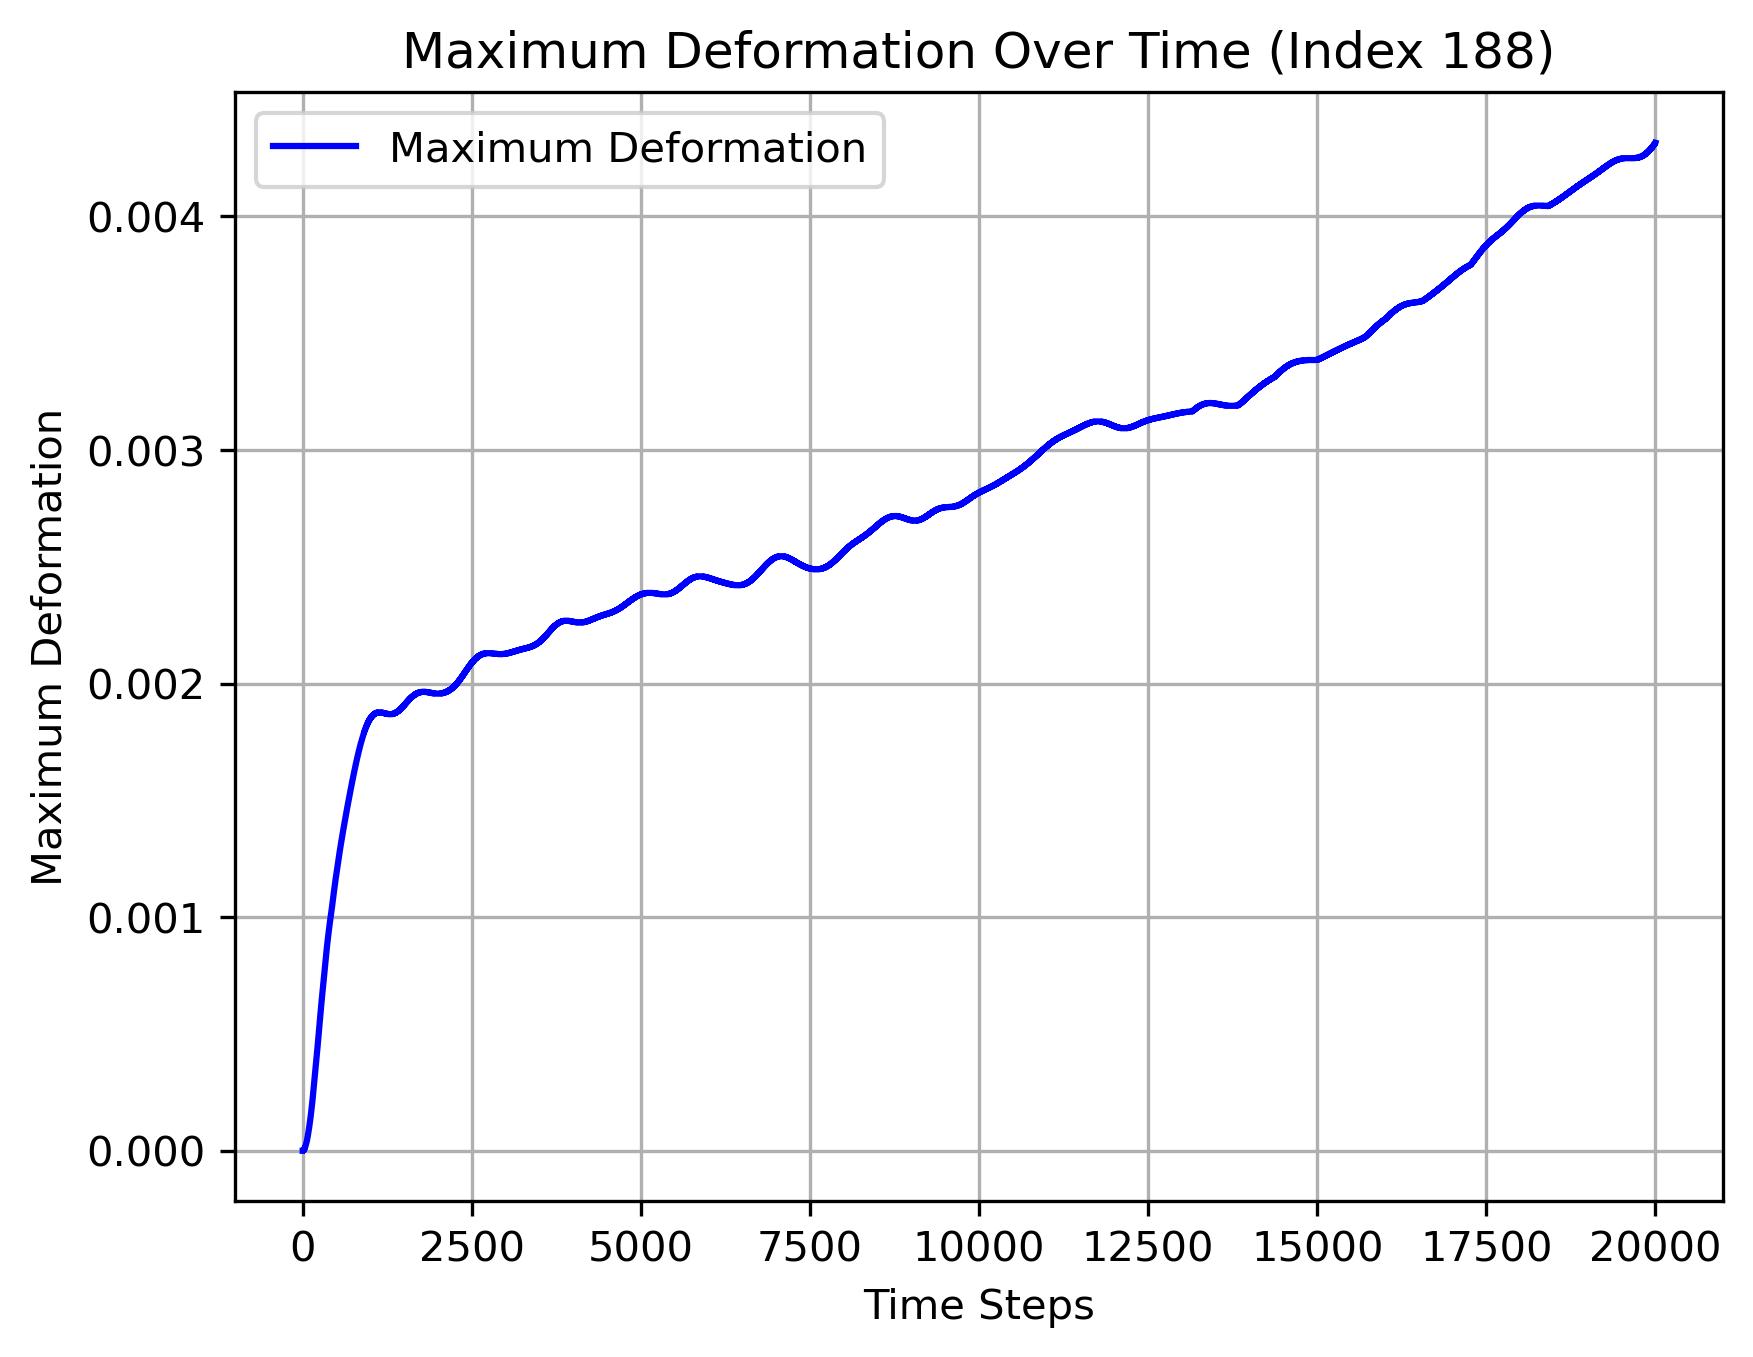 Maximum Deformation Over Time (Index 188)
Maximum Deformation
Maximum Deformation
0.004
0.003
0.002
0.001
0.000
0 2500 5000 7500 10000 12500 15000 17500 20000
Time Steps